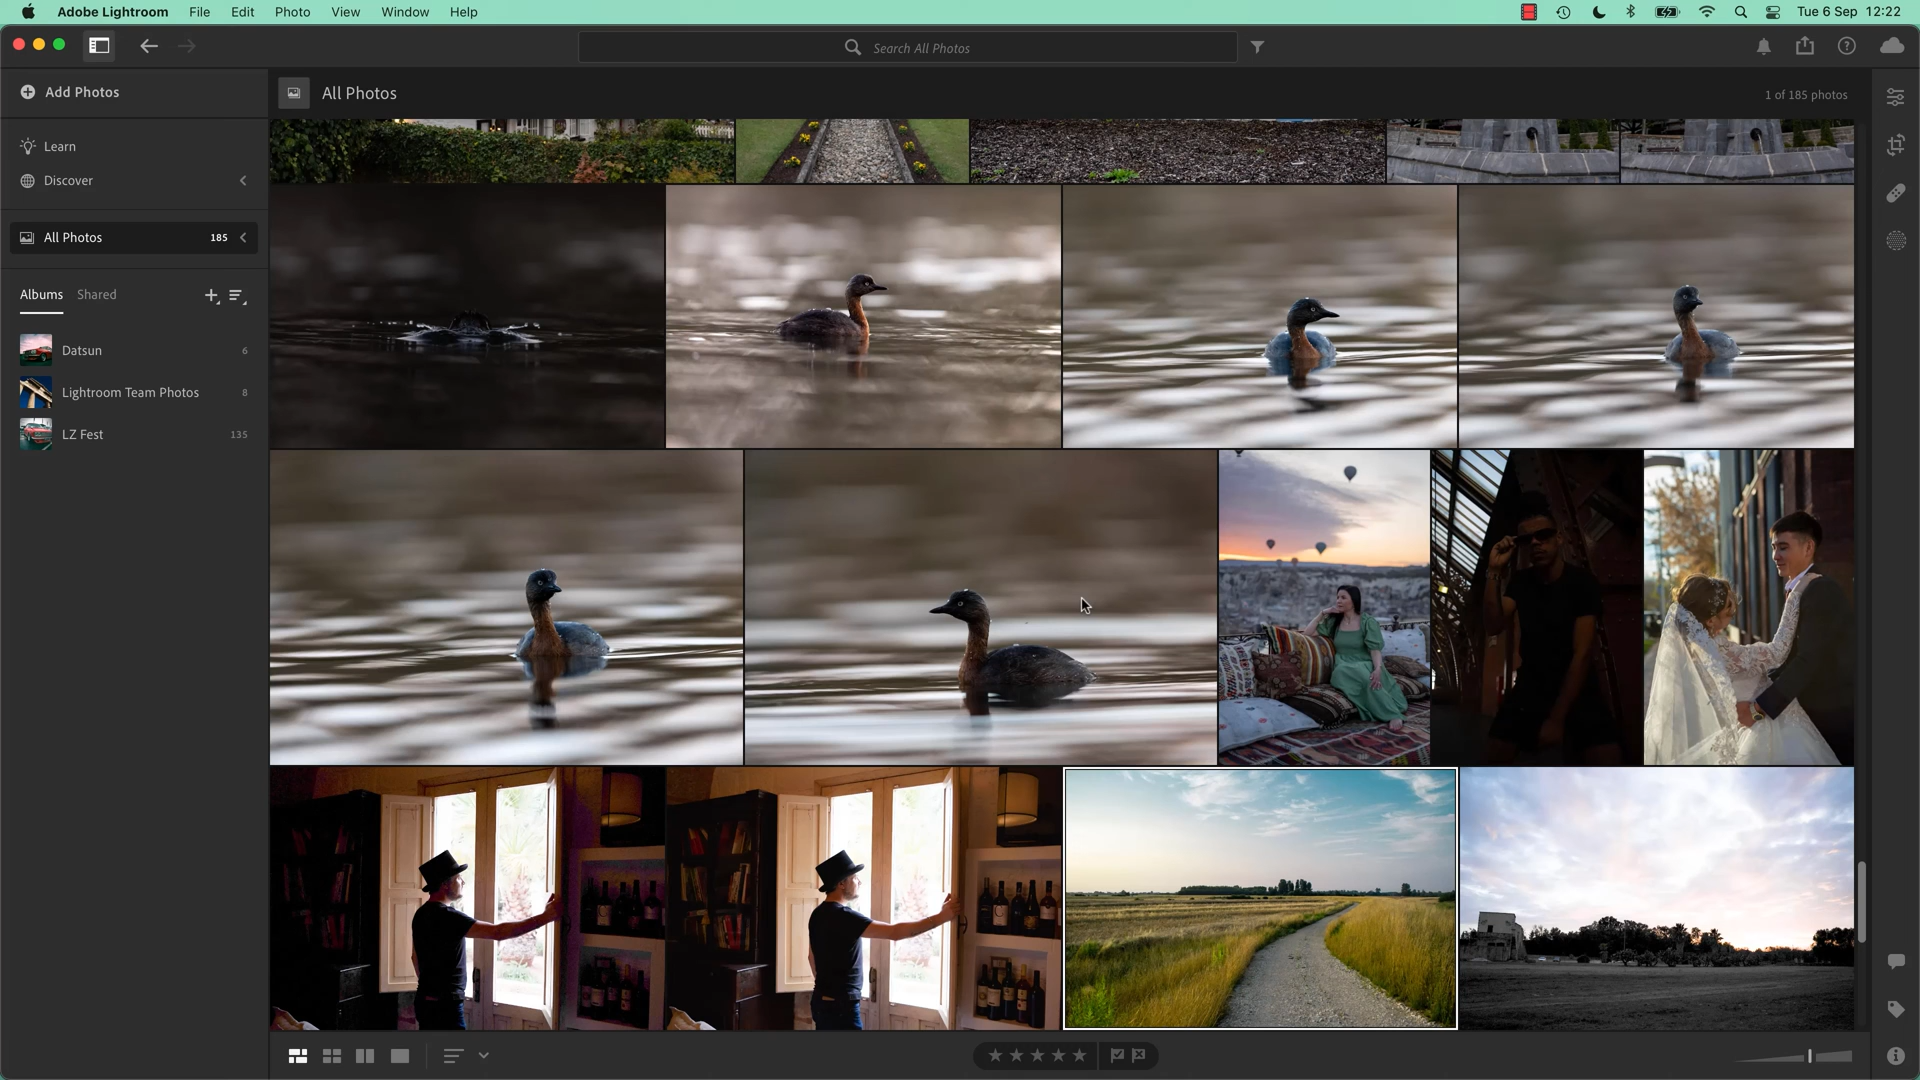 Adobe Lightroom File Edit Photo View Window Help Tue 6 Sep 12:22
Search All Photos
Add Photos
All Photos
1 of 185 photos
Learn
Discover
All Photos 185
Albums Shared
Datsun 6
Lightroom Team Photos 8
LZ Fest 135